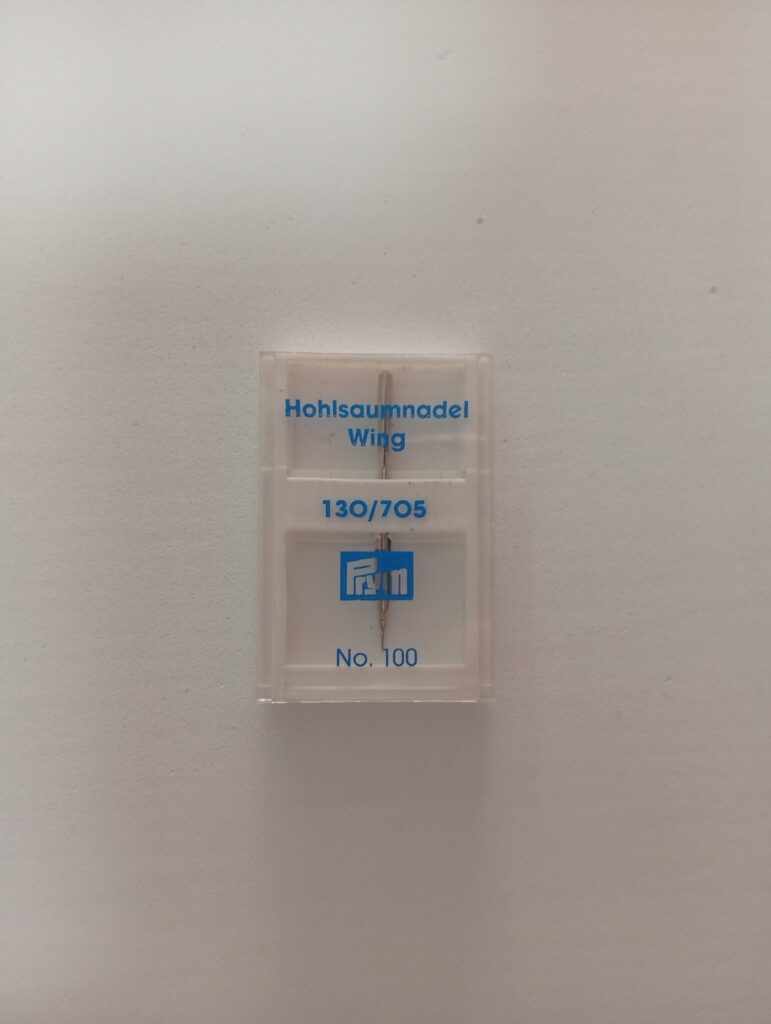 Hohlsaumnadel
Wing
130/705
Prym
No. 100